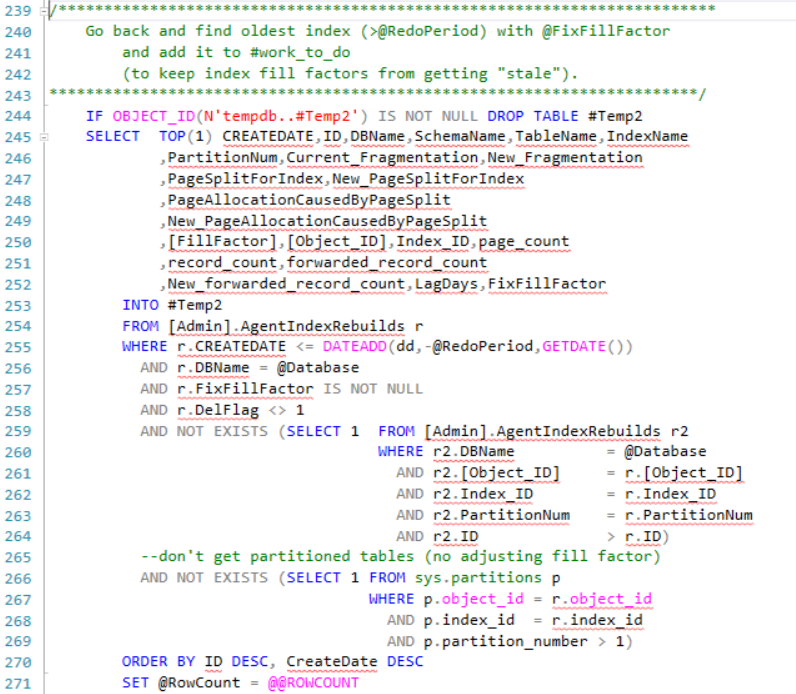 239 /************************************************************************
240 Go back and find oldest index (>@RedoPeriod) with @FixFillFactor
241 and add it to #work_to_do
242 (to keep index fill factors from getting "stale").
243 ***********************************************************************/
244 IF OBJECT_ID(N'tempdb..#Temp2') IS NOT NULL DROP TABLE #Temp2
245 SELECT TOP(1) CREATEDATE,ID,DBName,SchemaName,TableName,IndexName
246 ,PartitionNum,Current_Fragmentation,New_Fragmentation
247 ,PageSplitForIndex,New_PageSplitForIndex
248 ,PageAllocationCausedByPageSplit
249 ,New_PageAllocationCausedByPageSplit
250 ,[FillFactor],[Object_ID],Index_ID,page_count
251 ,record_count,forwarded_record_count
252 ,New_forwarded_record_count,LagDays,FixFillFactor
253 INTO #Temp2
254 FROM [Admin].AgentIndexRebuilds r
255 WHERE r.CREATEDATE <= DATEADD(dd,-@RedoPeriod,GETDATE())
256 AND r.DBName = @Database
257 AND r.FixFillFactor IS NOT NULL
258 AND r.DelFlag <> 1
259 AND NOT EXISTS (SELECT 1 FROM [Admin].AgentIndexRebuilds r2
260 WHERE r2.DBName = @Database
261 AND r2.[Object_ID] = r.[Object_ID]
262 AND r2.Index_ID = r.Index_ID
263 AND r2.PartitionNum = r.PartitionNum
264 AND r2.ID > r.ID)
265 --don't get partitioned tables (no adjusting fill factor)
266 AND NOT EXISTS (SELECT 1 FROM sys.partitions p
267 WHERE p.object_id = r.object_id
268 AND p.index_id = r.index_id
269 AND p.partition_number > 1)
270 ORDER BY ID DESC, CreateDate DESC
271 SET @RowCount = @@ROWCOUNT